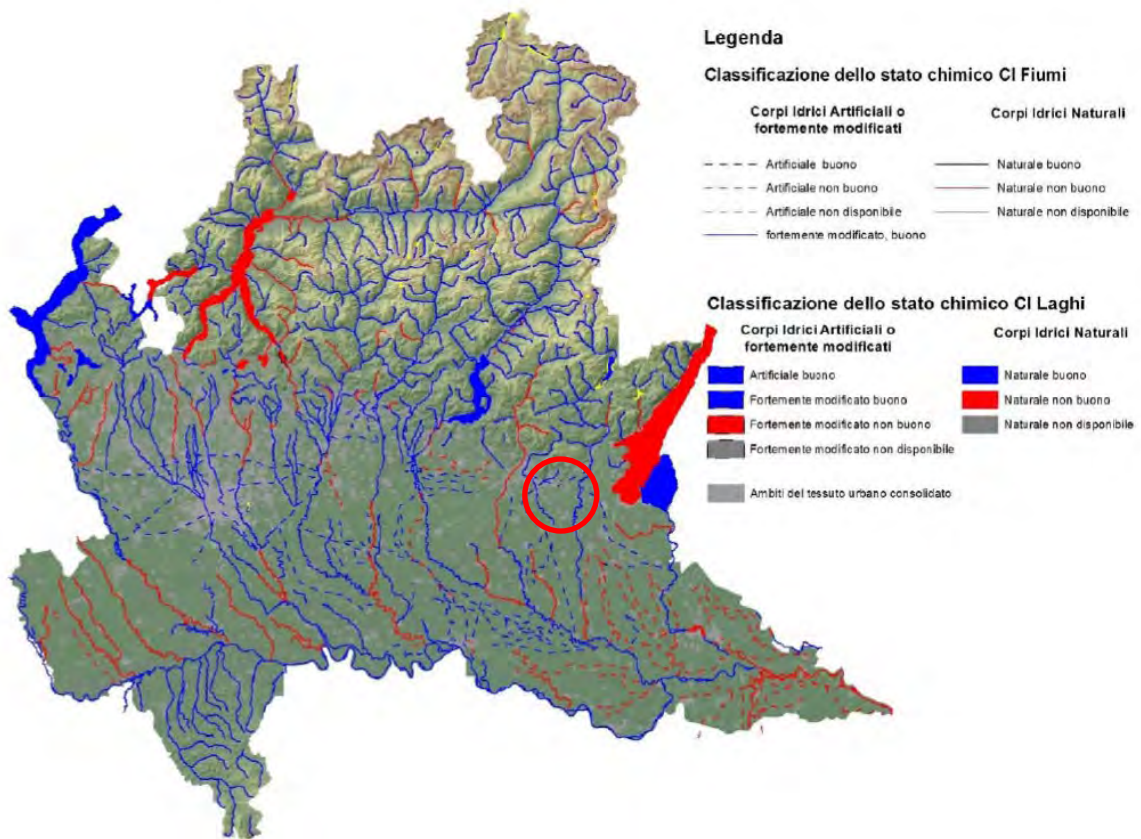 Legenda
Classificazione dello stato chimico CI Fiumi
Corpi Idrici Artificiali o
fortemente modificati
Artificiale buono
Artificiale non buono
Artificiale non disponibile
fortemente modificato, buono
Corpi Idrici Naturali
Naturale buono
Naturale non buono
Naturale non disponibile
Classificazione dello stato chimico CI Laghi
Corpi Idrici Artificiali o
fortemente modificati
Artificiale buono
Fortemente modificato buono
Fortemente modificato non buono
Fortemente modificato non disponibile
Ambiti del tessuto urbano consolidato
Corpi Idrici Naturali
Naturale buono
Naturale non buono
Naturale non disponibile